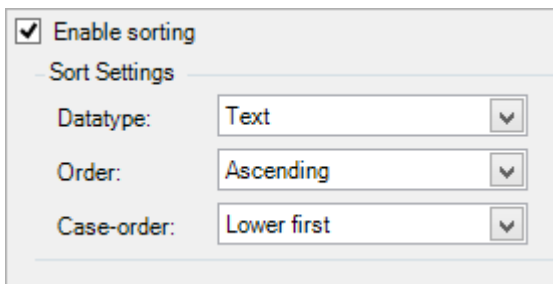 Enable sorting
Sort Settings
Datatype: Text
Order: Ascending
Case-order: Lower first